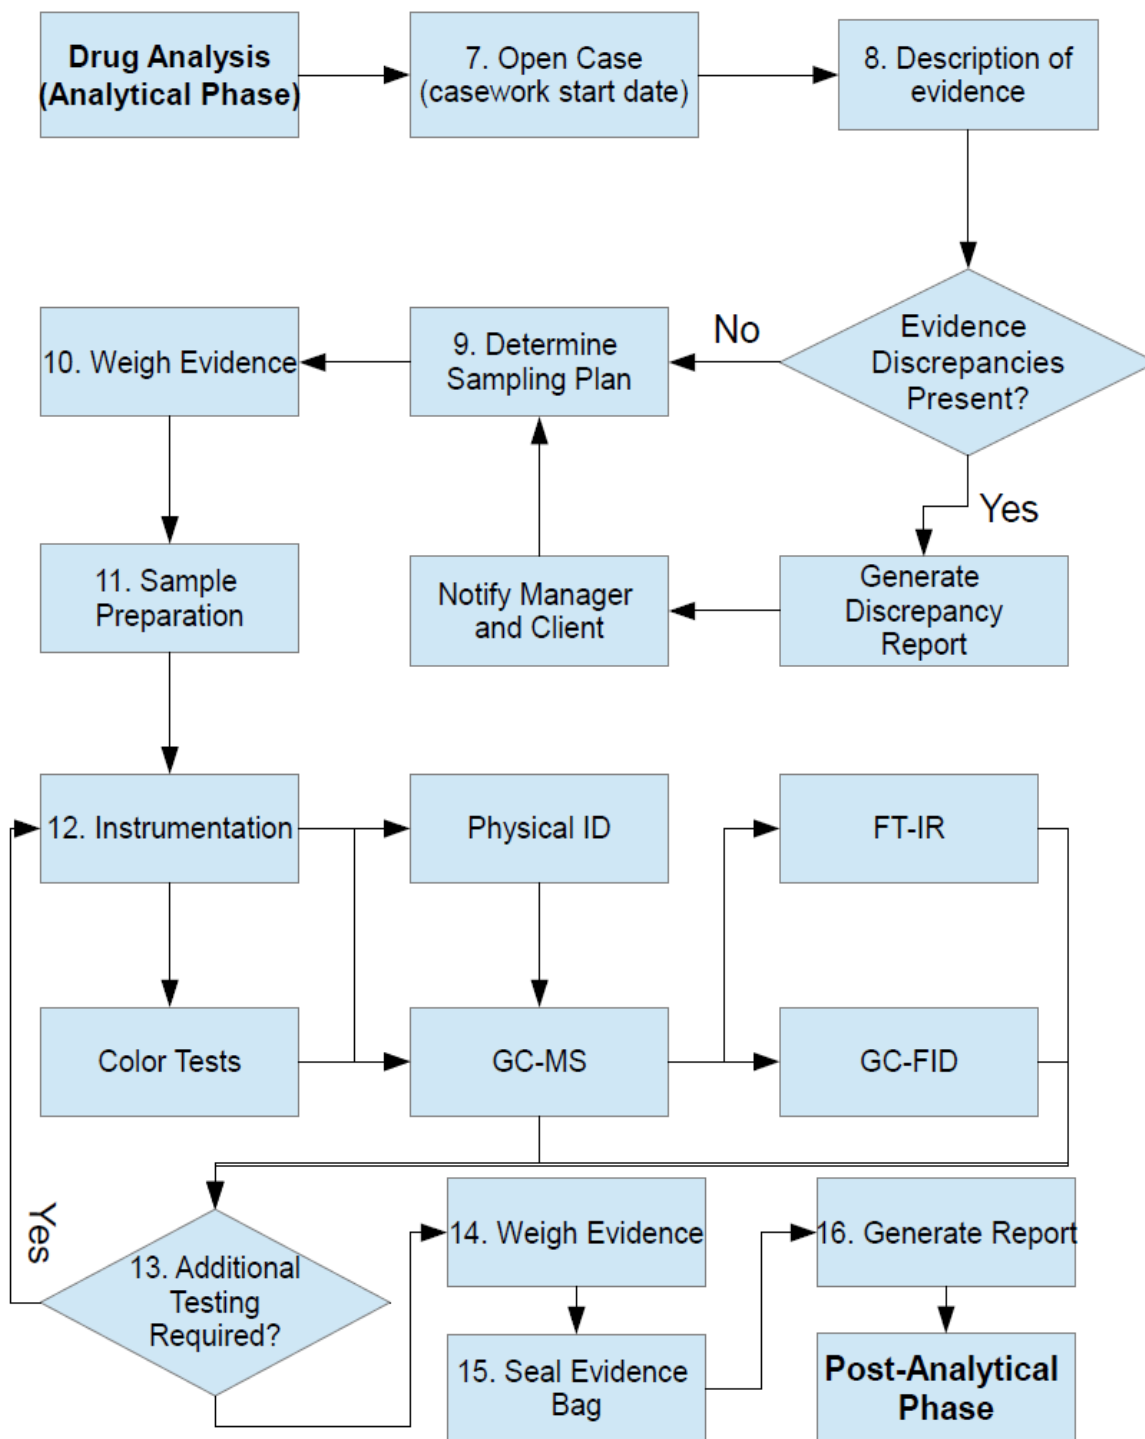 Drug Analysis
(Analytical Phase)
7. Open Case
(casework start date)
8. Description of
evidence
Evidence
Discrepancies
Present?
No
9. Determine
Sampling Plan
10. Weigh Evidence
Yes
Generate
Discrepancy
Report
Notify Manager
and Client
11. Sample
Preparation
12. Instrumentation
Physical ID
FT-IR
Color Tests
GC-MS
GC-FID
Yes
13. Additional
Testing
Required?
14. Weigh Evidence
15. Seal Evidence
Bag
16. Generate Report
Post-Analytical
Phase